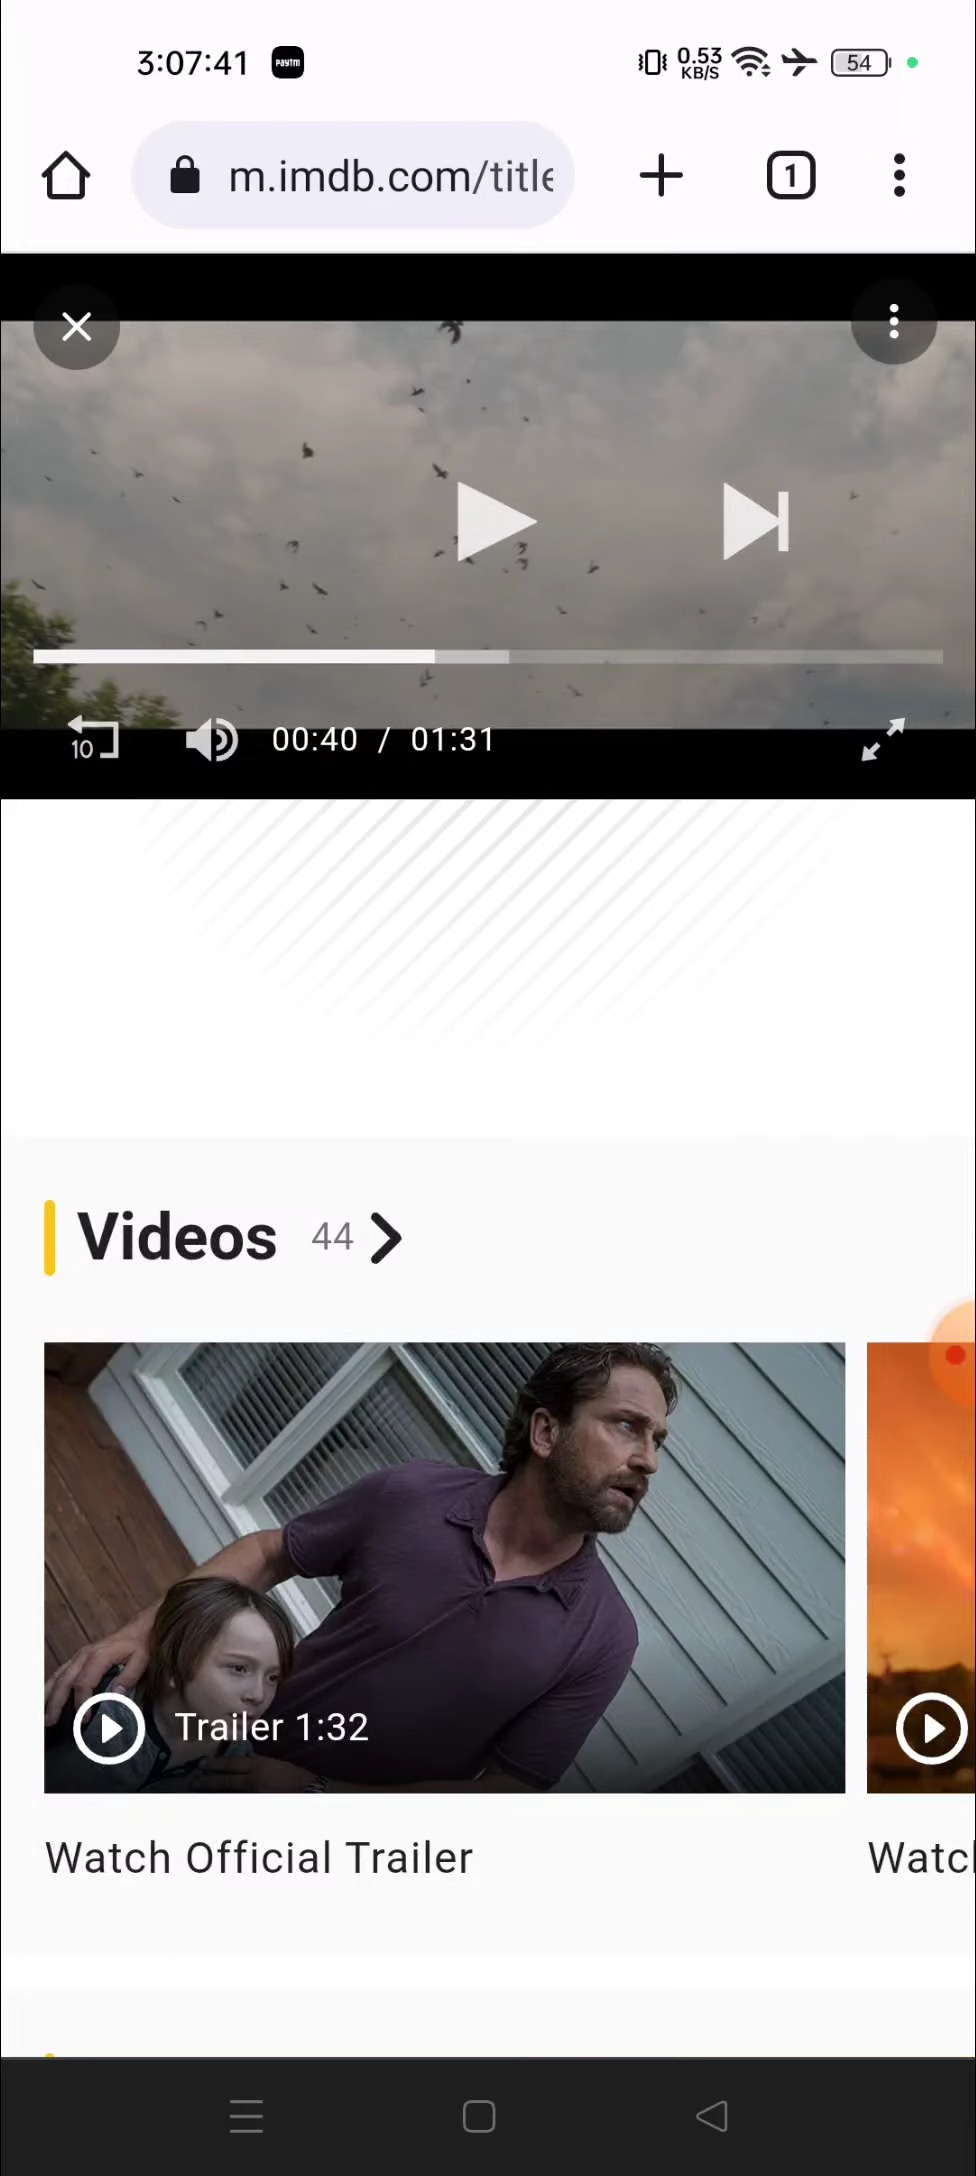 3:07:41 paytm 0.53 KB/S 54
m.imdb.com/title 1
10 00:40 / 01:31
Videos 44
Trailer 1:32
Watch Official Trailer Watc